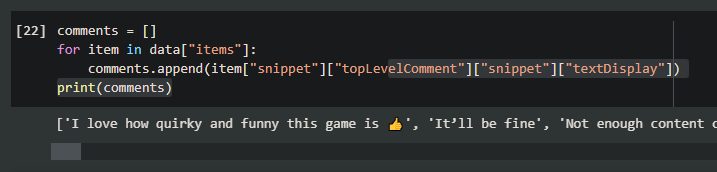 [22] comments = []
for item in data["items"]:
comments.append(item["snippet"]["topLevelComment"]["snippet"]["textDisplay"])
print(comments)
['I love how quirky and funny this game is 👍', 'It’ll be fine', 'Not enough content